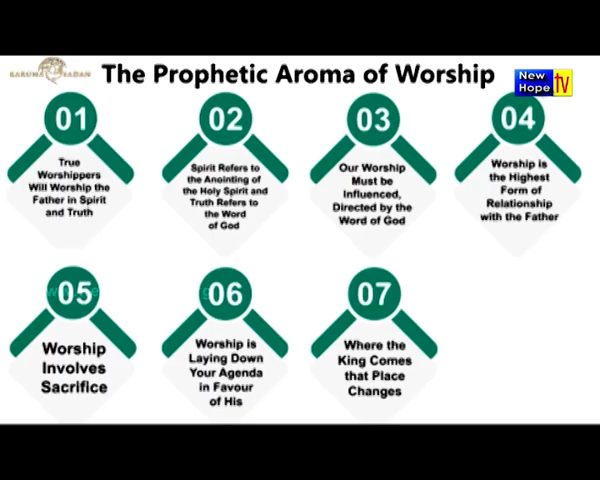 KARUNA SADAN
The Prophetic Aroma of Worship
New
Hope TV
01
True
Worshippers
Will Worship the
Father in Spirit
and Truth
02
Spirit Refers to
the Anointing of
the Holy Spirit and
Truth Refers to
the Word
of God
03
Our Worship
Must be
Influenced,
Directed by the
Word of God
04
Worship is
the Highest
Form of
Relationship
with the Father
05
Worship
Involves
Sacrifice
06
Worship is
Laying Down
Your Agenda
in Favour
of His
07
Where the
King Comes
that Place
Changes